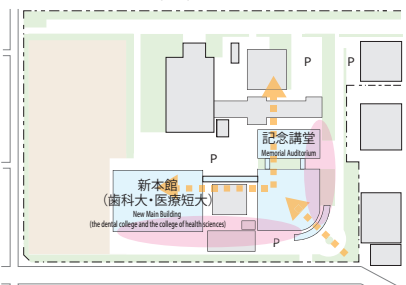 P
P
記念講堂
Memorial Auditorium
P
新本館
（歯科大・医療短大）
New Main Building
(the dental college and the college of health sciences)
P